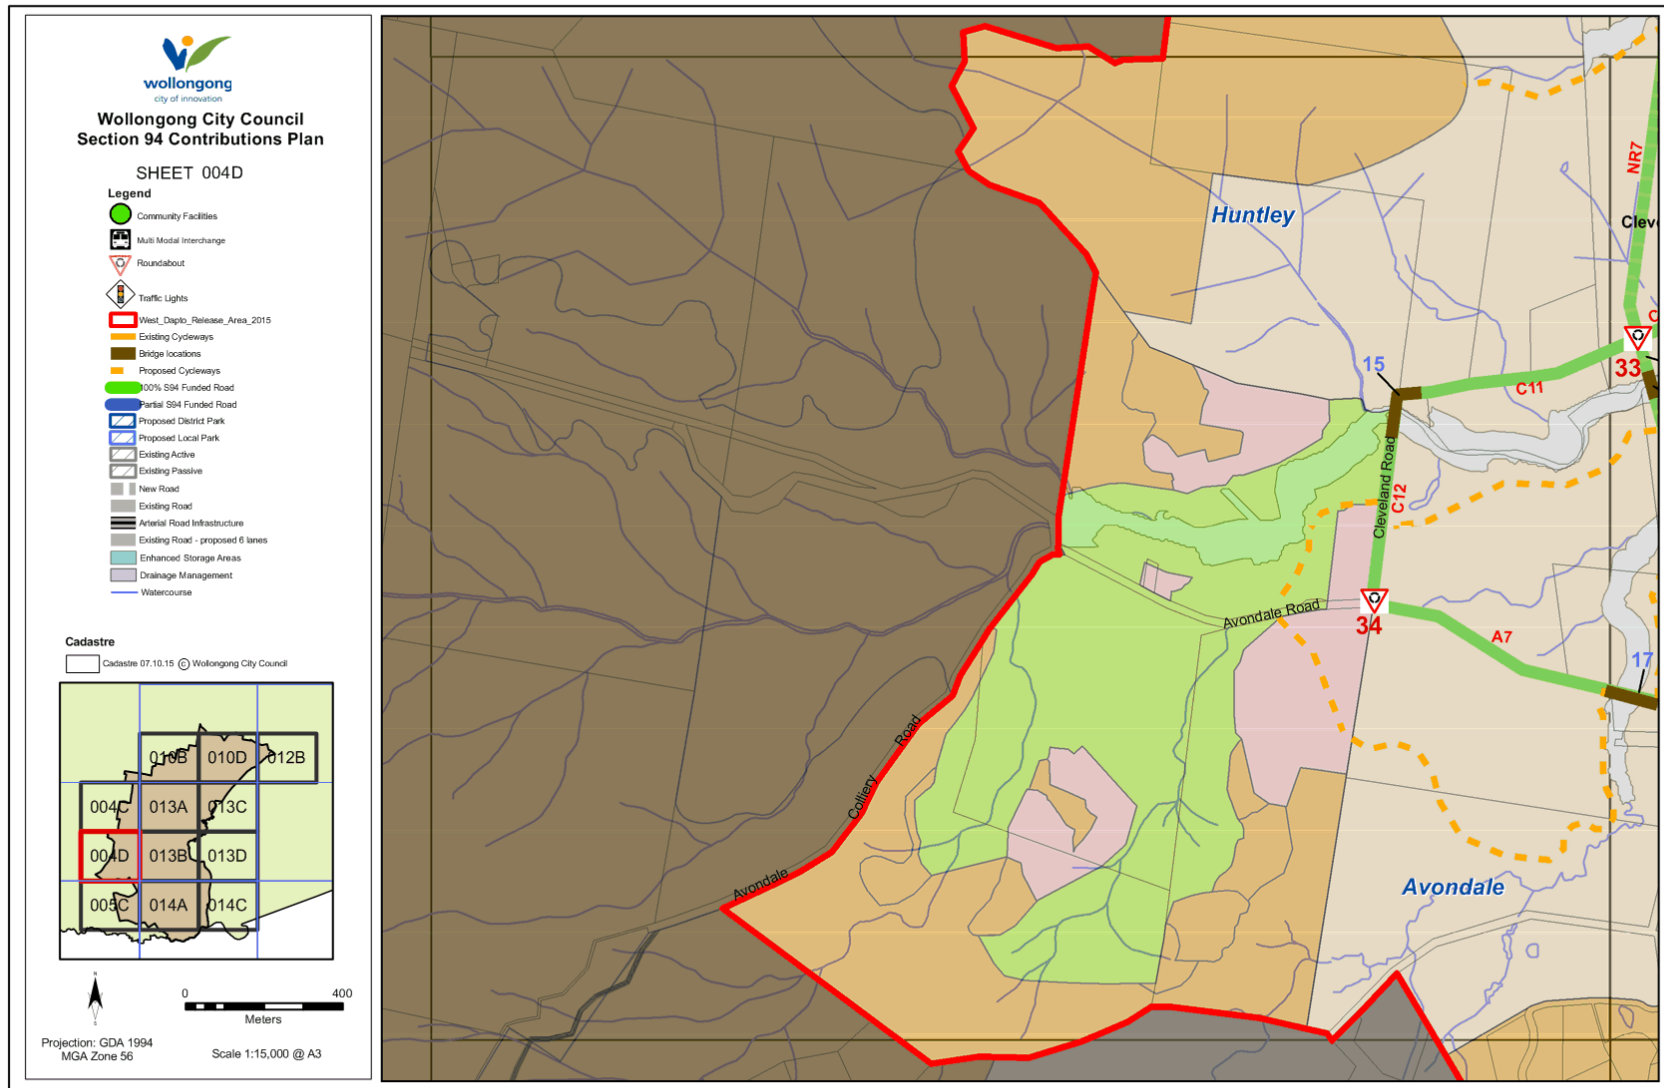 wollongong
city of innovation
Wollongong City Council
Section 94 Contributions Plan
SHEET 004D
Legend
Community Facilities
Multi Modal Interchange
Roundabout
Traffic Lights
West_Dapto_Release_Area_2015
Existing Cycleways
Bridge locations
Proposed Cycleways
100% S94 Funded Road
Partial S94 Funded Road
Proposed District Park
Proposed Local Park
Existing Active
Existing Passive
New Road
Existing Road
Arterial Road Infrastructure
Existing Road - proposed 6 lanes
Enhanced Storage Areas
Drainage Management
Watercourse
Cadastre
Cadastre 07.10.15 © Wollongong City Council
010B 010D 012B
004C 013A 013C
004D 013B 013D
005C 014A 014C
N
S
0 400
Meters
Projection: GDA 1994
MGA Zone 56
Scale 1:15,000 @ A3
Huntley
NR7
Clev
C
33
15
C11
Cleveland Road
C12
Avondale Road
34
A7
17
Avondale Colliery Road
Avondale